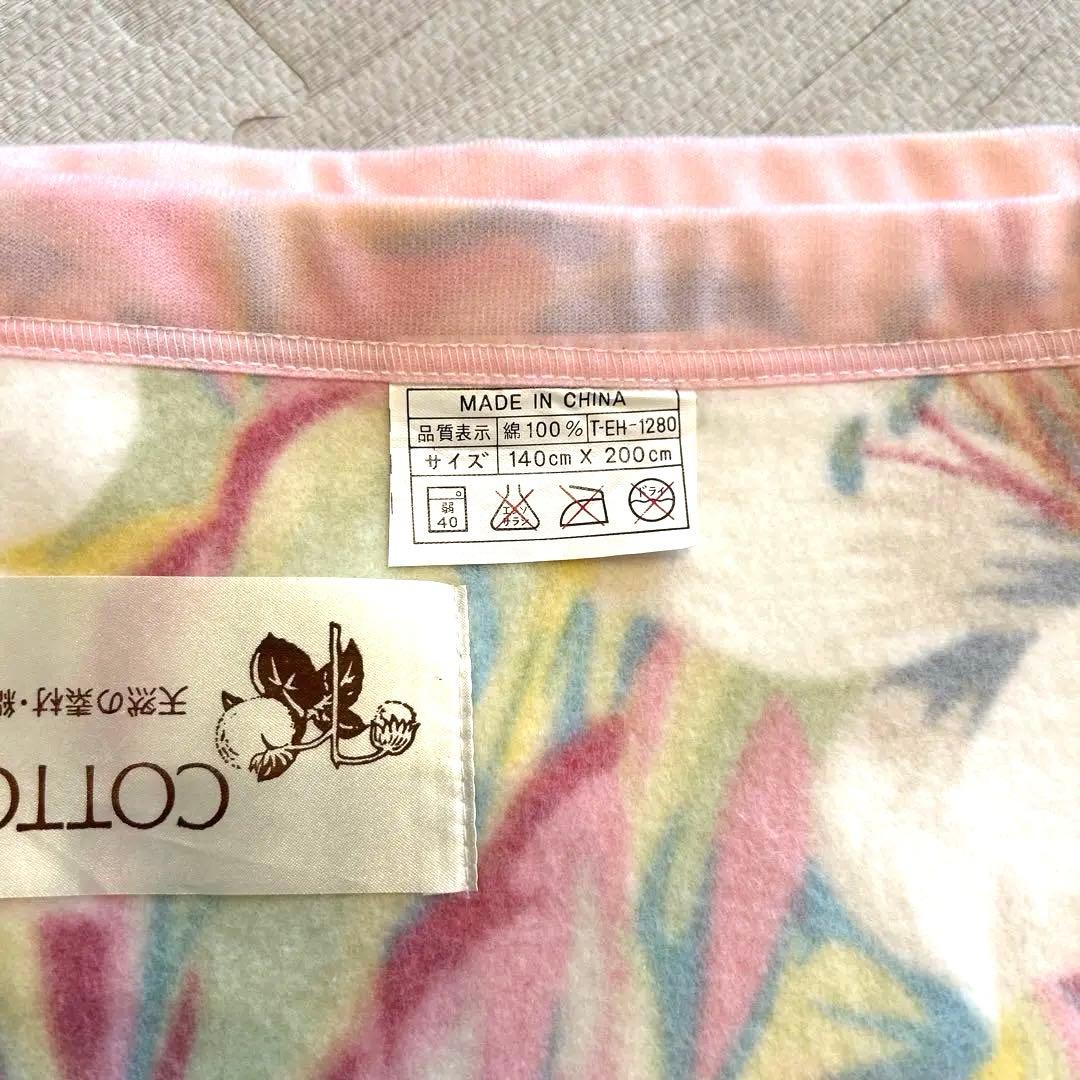 MADE IN CHINA
品質表示 綿 100% T-EH-1280
サイズ 140cm X 200cm
弱 40 エンソ サラシ ドライ
天然の素材・綿
COTTO